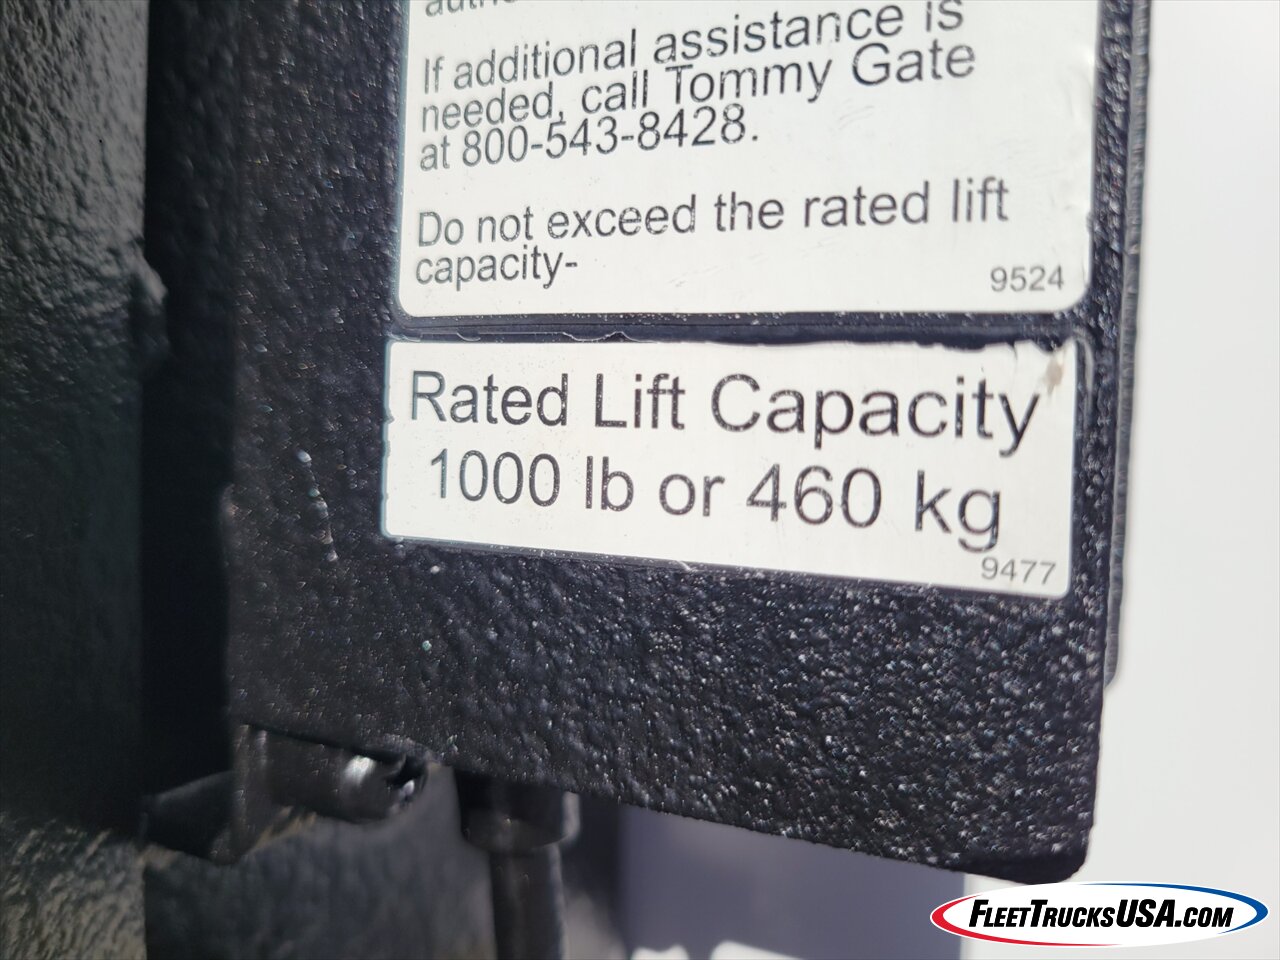 If additional assistance is
needed, call Tommy Gate
at 800-543-8428.
Do not exceed the rated lift
capacity-
9524
Rated Lift Capacity
1000 lb or 460 kg
9477
FLEETTRUCKSUSA.COM